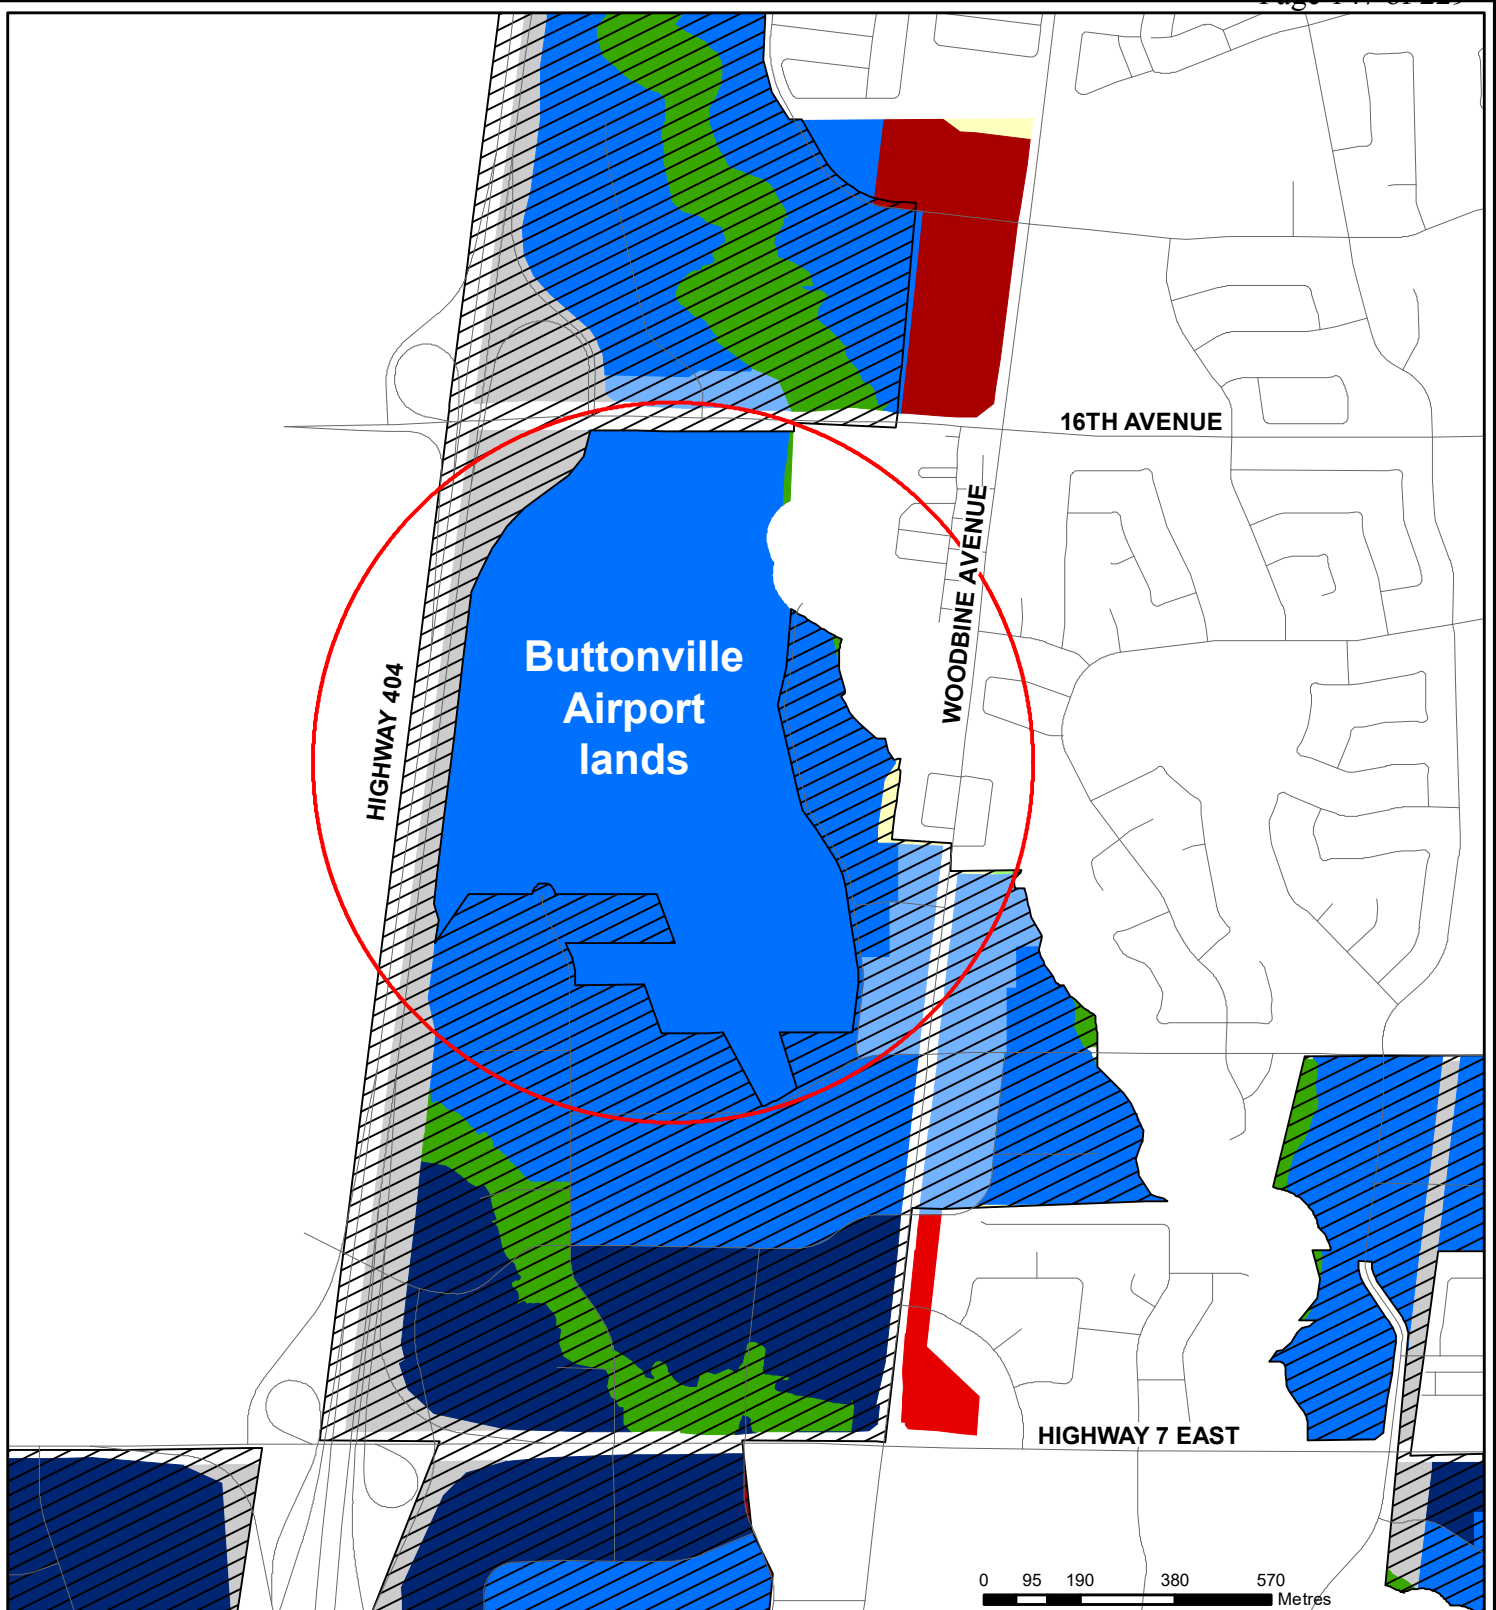 16TH AVENUE
WOODBINE AVENUE
Buttonville
Airport
lands
HIGHWAY 404
HIGHWAY 7 EAST
0 95 190 380 570
Metres